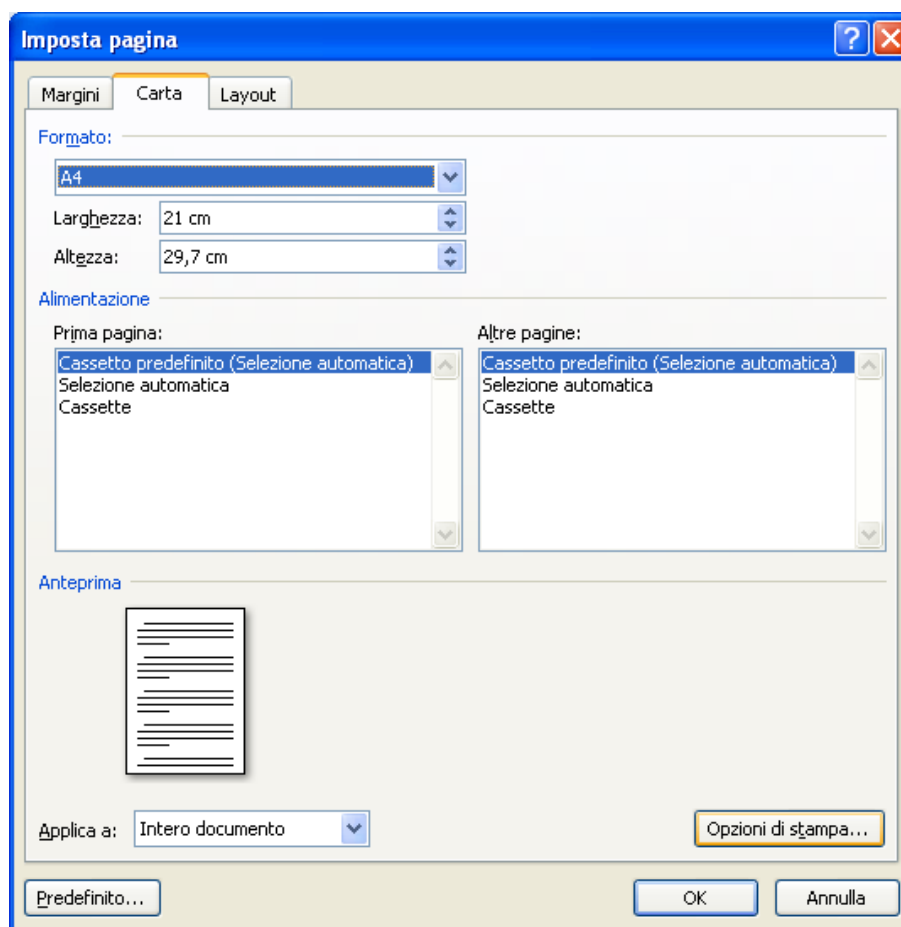 Imposta pagina
Margini Carta Layout
Formato:
A4
Larghezza: 21 cm
Altezza: 29,7 cm
Alimentazione
Prima pagina: Altre pagine:
Cassetto predefinito (Selezione automatica) Cassetto predefinito (Selezione automatica)
Selezione automatica Selezione automatica
Cassette Cassette
Anteprima
Applica a: Intero documento Opzioni di stampa...
Predefinito... OK Annulla